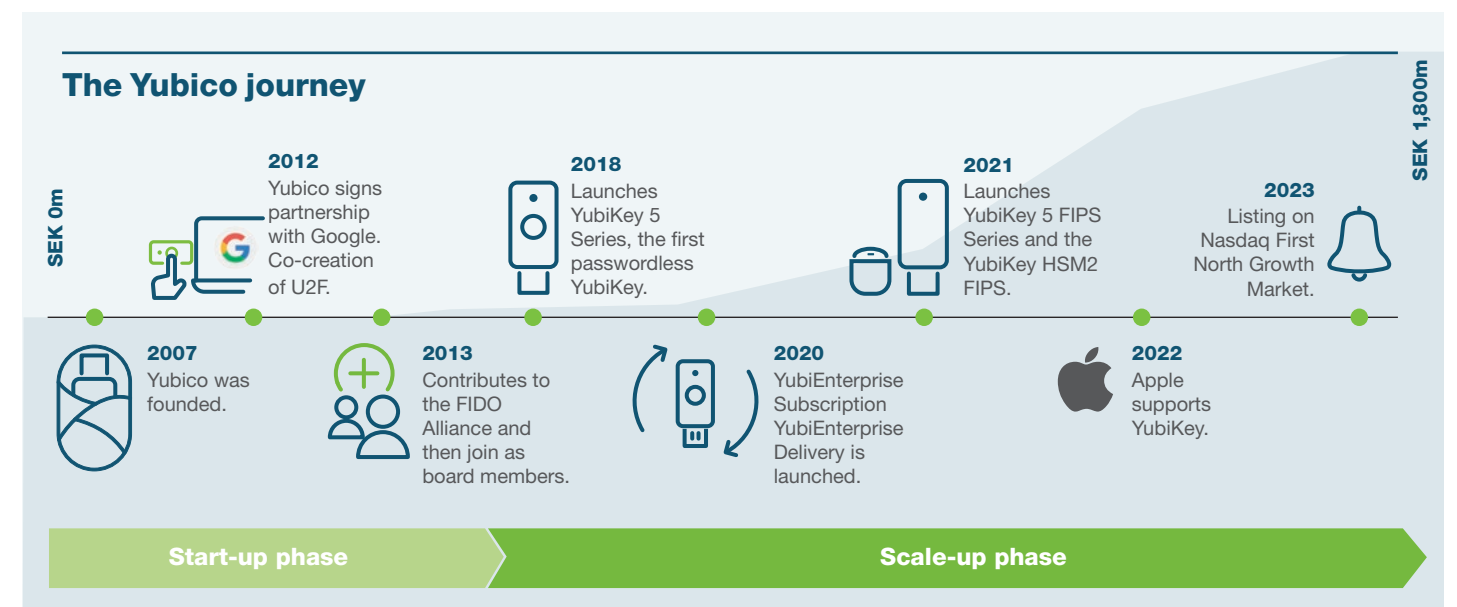 The Yubico journey
SEK 0m
SEK 1,800m
2007
Yubico was
founded.
2012
Yubico signs
partnership
with Google.
Co-creation
of U2F.
2013
Contributes to
the FIDO
Alliance and
then join as
board members.
2018
Launches
YubiKey 5
Series, the first
passwordless
YubiKey.
2020
YubiEnterprise
Subscription
YubiEnterprise
Delivery is
launched.
2021
Launches
YubiKey 5 FIPS
Series and the
YubiKey HSM2
FIPS.
2022
Apple
supports
YubiKey.
2023
Listing on
Nasdaq First
North Growth
Market.
Start-up phase
Scale-up phase